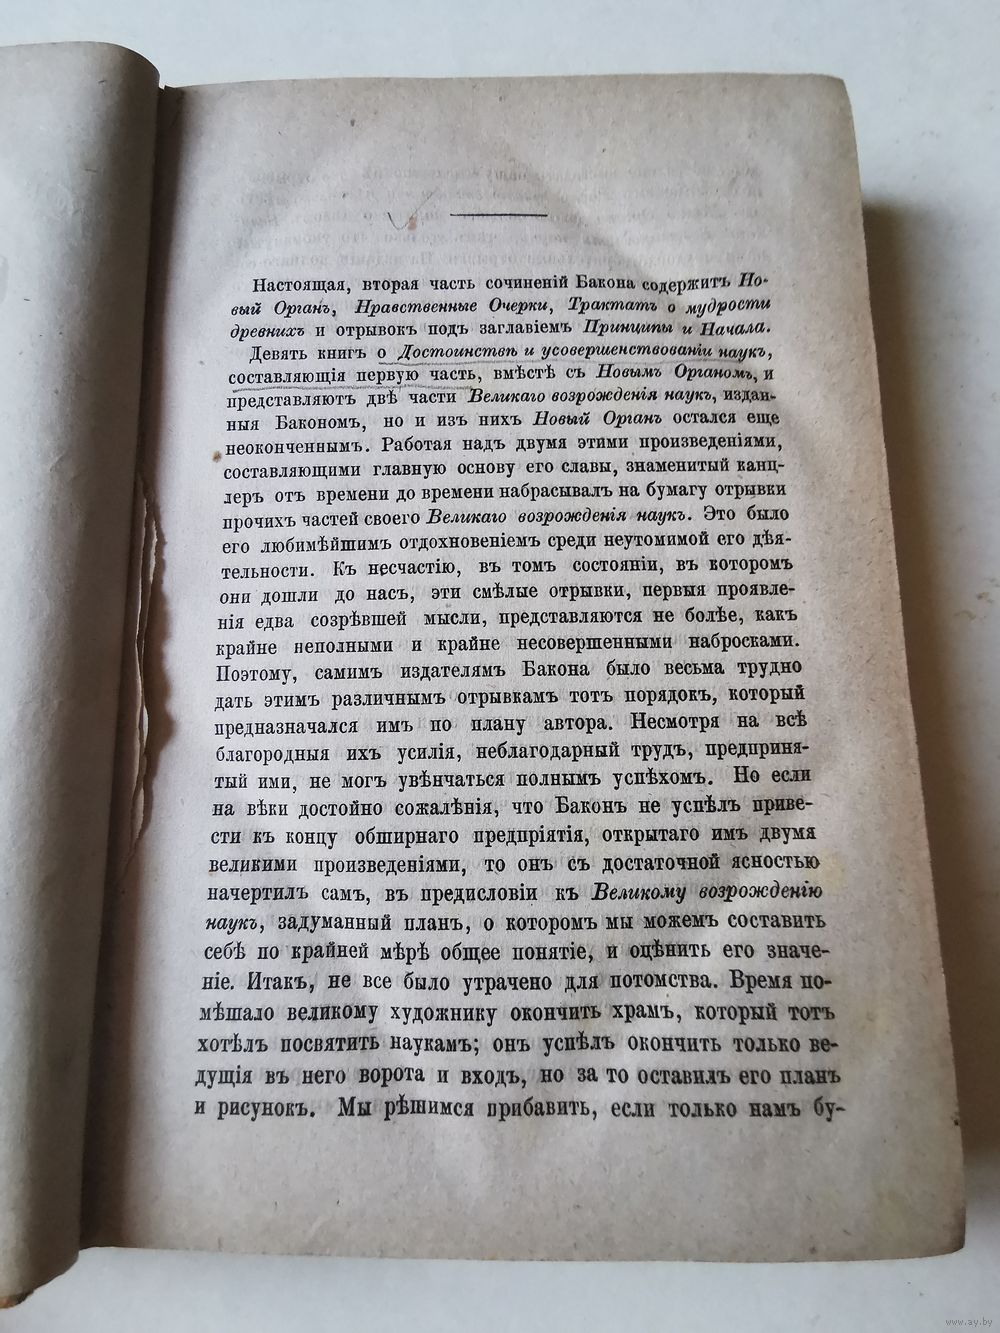 Настоящая, вторая часть сочиненій Бакона содержитъ Но-
вый Органъ, Нравственные Очерки, Трактатъ о мудрости
древнихъ и отрывокъ подъ заглавіемъ Принципы и Начала.
Девять книгъ о Достоинствѣ и усовершенствованіи наукъ,
составляющія первую часть, вмѣстѣ съ Новымъ Органомъ, и
представляютъ двѣ части Великаго возрожденія наукъ, издан-
ныя Бакономъ, но и изъ нихъ Новый Органъ остался еще
неоконченнымъ. Работая надъ двумя этими произведеніями,
составляющими главную основу его славы, знаменитый канц-
леръ отъ времени до времени набрасывалъ на бумагу отрывки
прочихъ частей своего Великаго возрожденія наукъ. Это было
его любимѣйшимъ отдохновеніемъ среди неутомимой его дѣя-
тельности. Къ несчастію, въ томъ состояніи, въ которомъ
они дошли до насъ, эти смѣлые отрывки, первыя проявле-
нія едва созрѣвшей мысли, представляются не болѣе, какъ
крайне неполными и крайне несовершенными набросками.
Поэтому, самимъ издателямъ Бакона было весьма трудно
дать этимъ различнымъ отрывкамъ тотъ порядокъ, который
предназначался имъ по плану автора. Несмотря на всѣ
благородныя ихъ усилія, неблагодарный трудъ, предприня-
тый ими, не могъ увѣнчаться полнымъ успѣхомъ. Но если
на вѣки достойно сожалѣнія, что Баконъ не успѣлъ приве-
сти къ концу обширнаго предпріятія, открытаго имъ двумя
великими произведеніями, то онъ съ достаточной ясностью
начертилъ самъ, въ предисловіи къ Великому возрожденію
наукъ, задуманный планъ, о которомъ мы можемъ составить
себѣ по крайней мѣрѣ общее понятіе, и оцѣнить его значе-
ніе. Итакъ, не все было утрачено для потомства. Время по-
мѣшало великому художнику окончить храмъ, который тотъ
хотѣлъ посвятить наукамъ; онъ успѣлъ окончить только ве-
дущія въ него ворота и входъ, но за то оставилъ его планъ
и рисунокъ. Мы рѣшимся прибавить, если только намъ бу-
www.ay.by